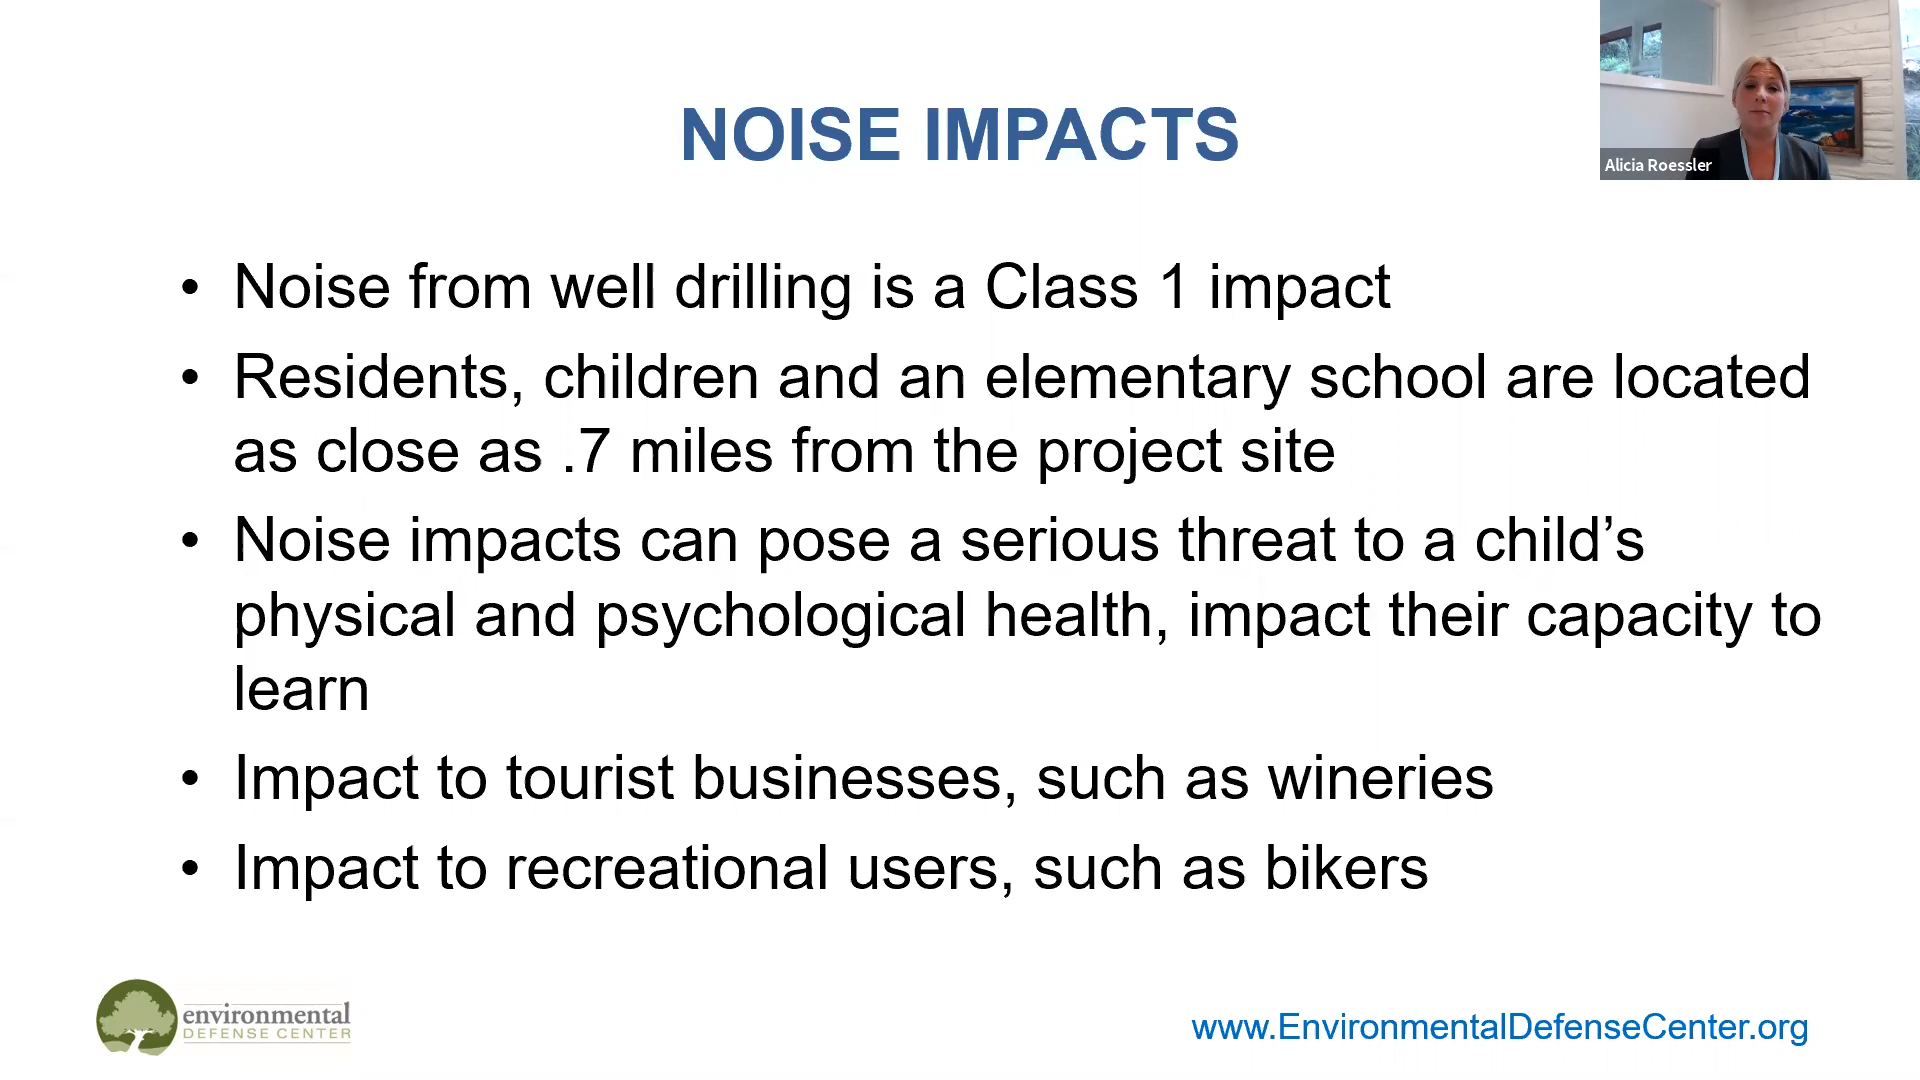 NOISE IMPACTS
Alicia Roessler
• Noise from well drilling is a Class 1 impact
• Residents, children and an elementary school are located
as close as .7 miles from the project site
• Noise impacts can pose a serious threat to a child’s
physical and psychological health, impact their capacity to
learn
• Impact to tourist businesses, such as wineries
• Impact to recreational users, such as bikers
environmental
DEFENSE CENTER
www.EnvironmentalDefenseCenter.org